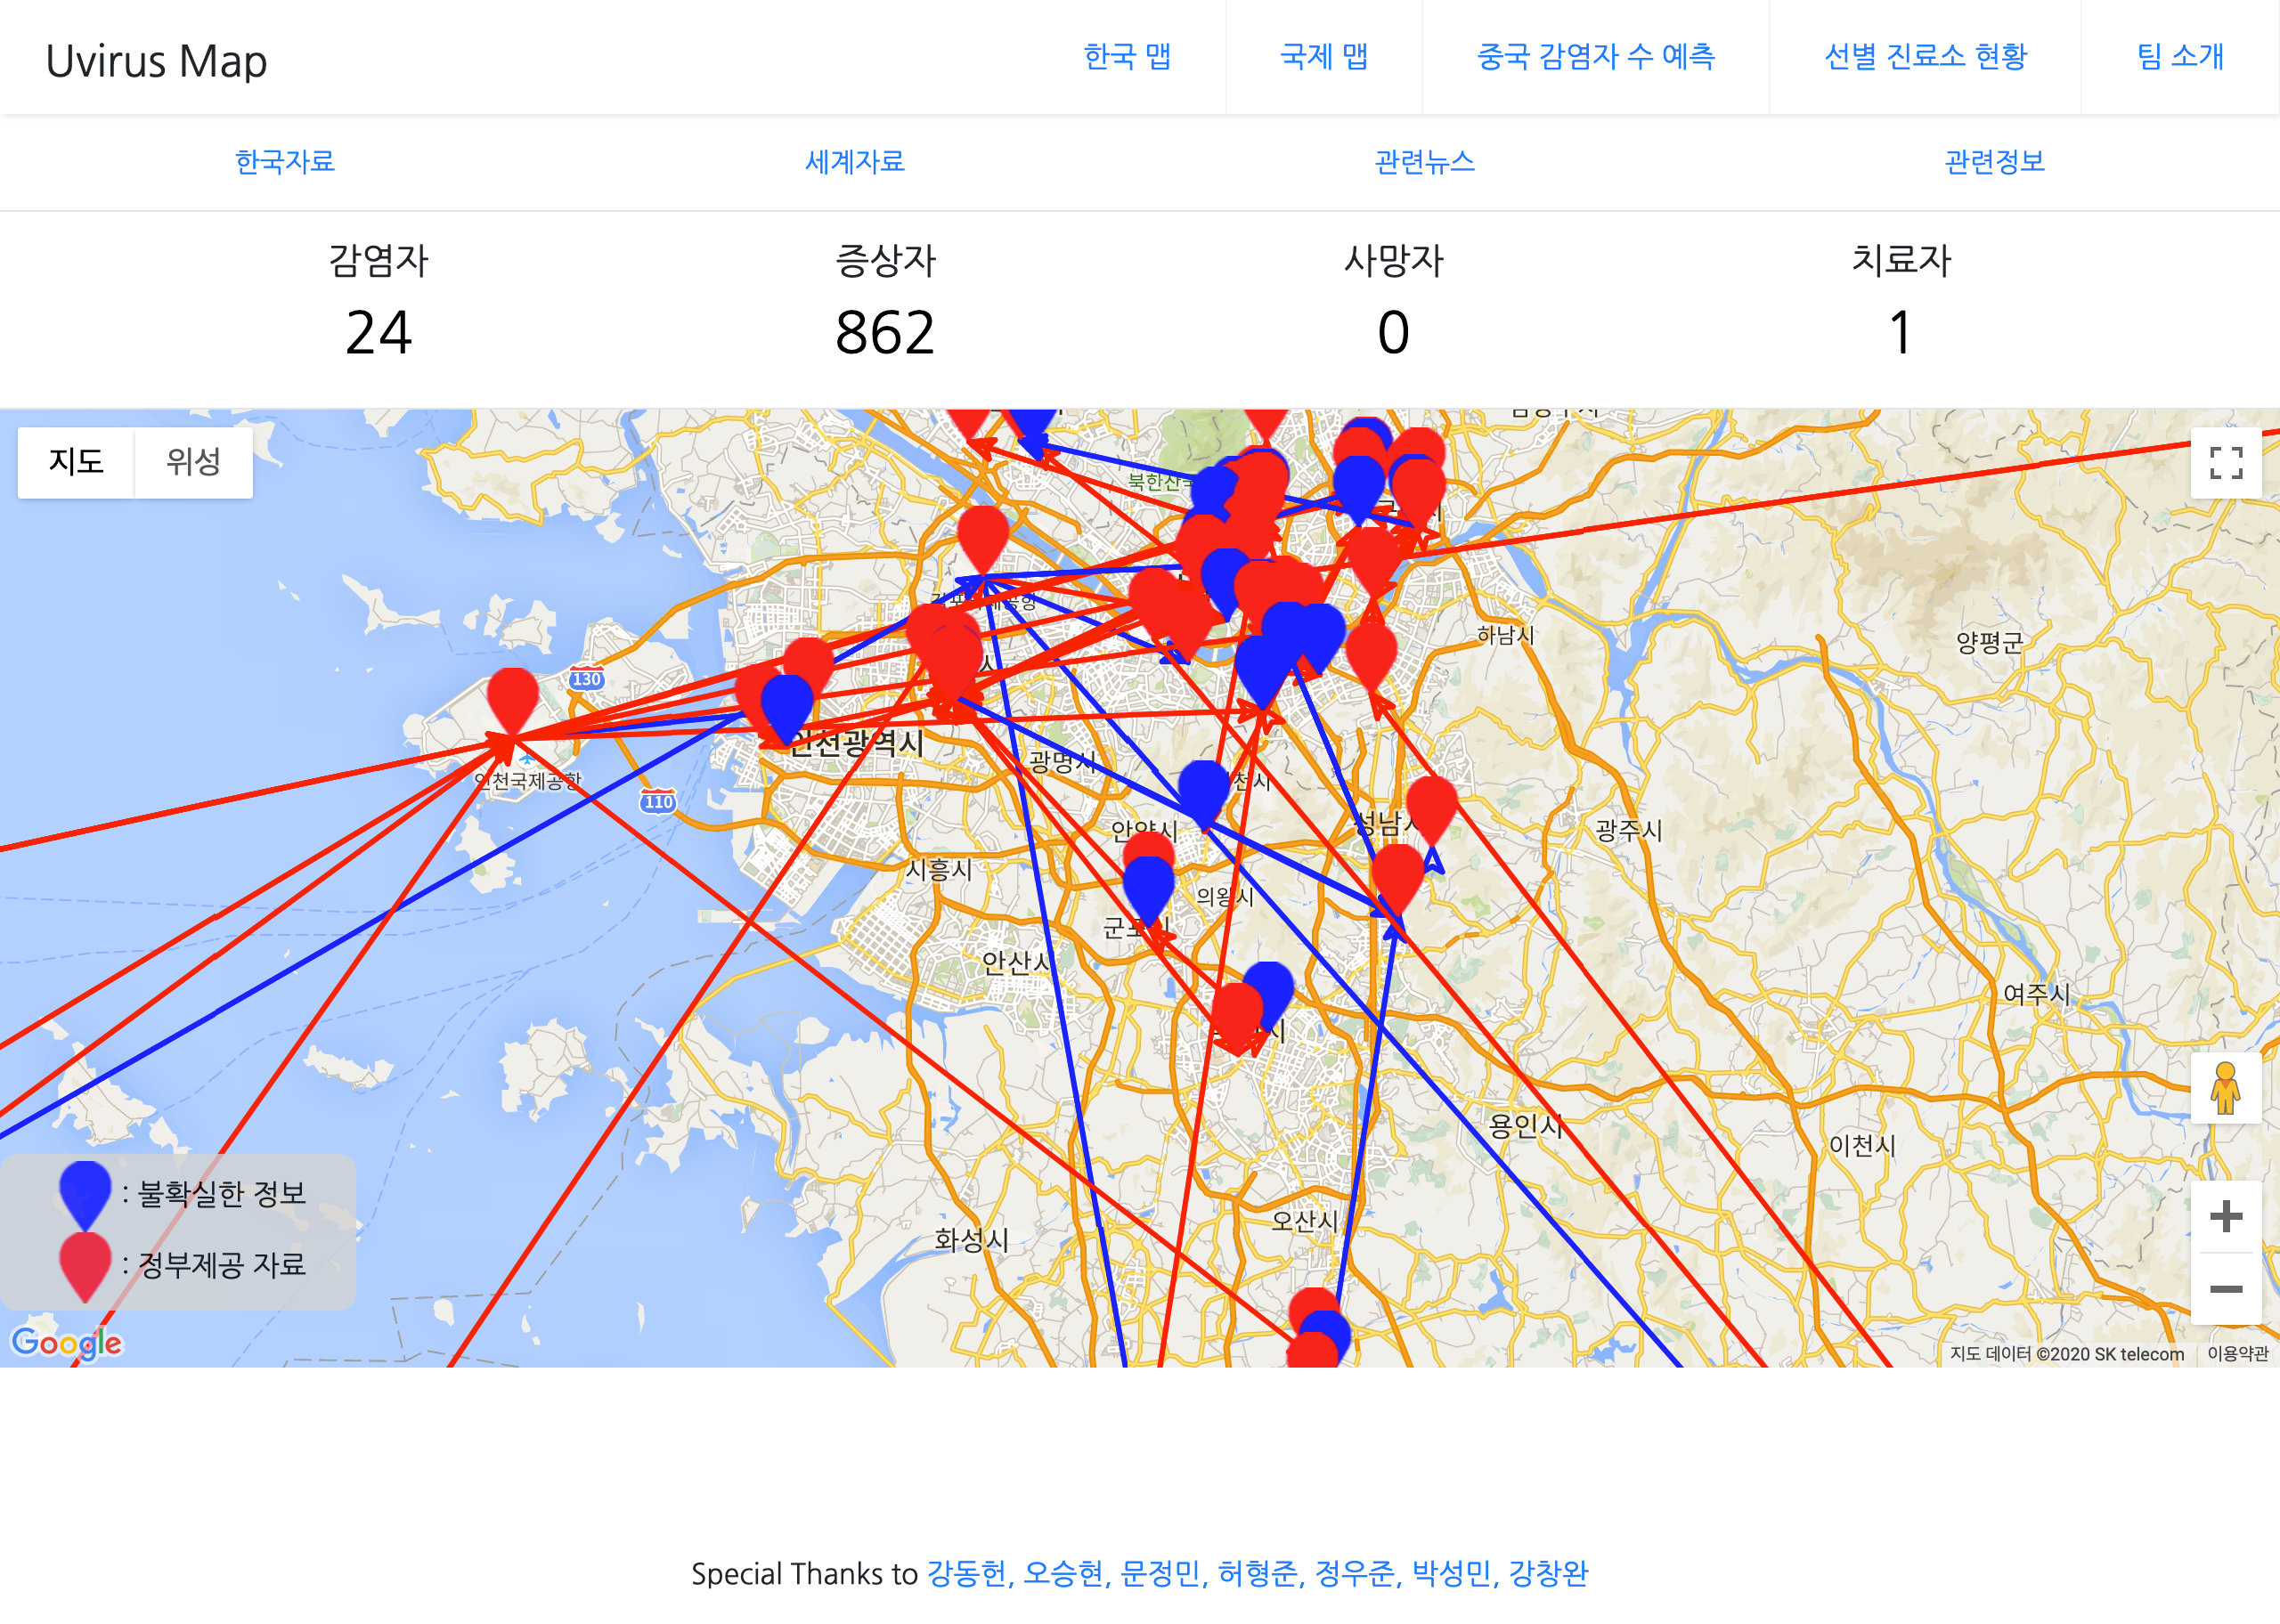 Uvirus Map
한국 맵
국제 맵
중국 감염자 수 예측
선별 진료소 현황
팀 소개
한국자료
세계자료
관련뉴스
관련정보
감염자
증상자
사망자
치료자
24
862
0
1
지도
위성
하남시
양평군
130
인천광역시
광명시
인천국제공항
110
안양시
성남시
광주시
시흥시
의왕시
안산시
여주시
용인시
이천시
: 불확실한 정보
오산시
화성시
: 정부제공 자료
Google
지도 데이터 ©2020 SK telecom
이용약관
Special Thanks to 강동헌, 오승현, 문정민, 허형준, 정우준, 박성민, 강창완